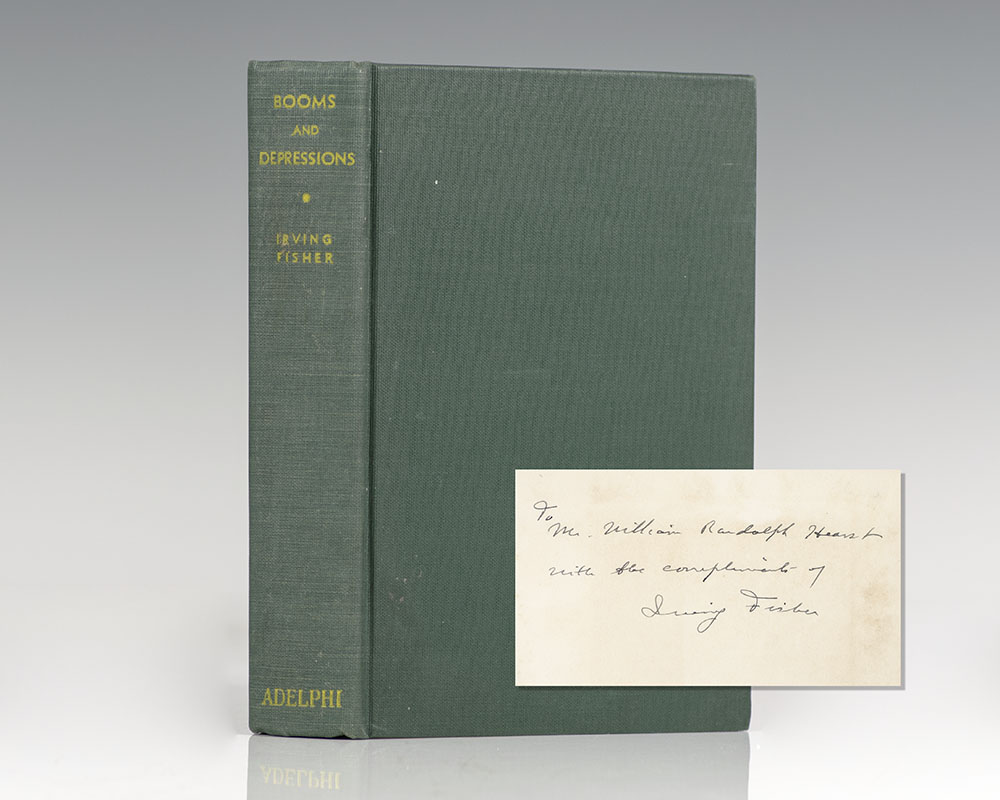 BOOMS
AND
DEPRESSIONS
IRVING
FISHER
ADELPHI
To
Mr. William Randolph Hearst
with the compliments of
Irving Fisher